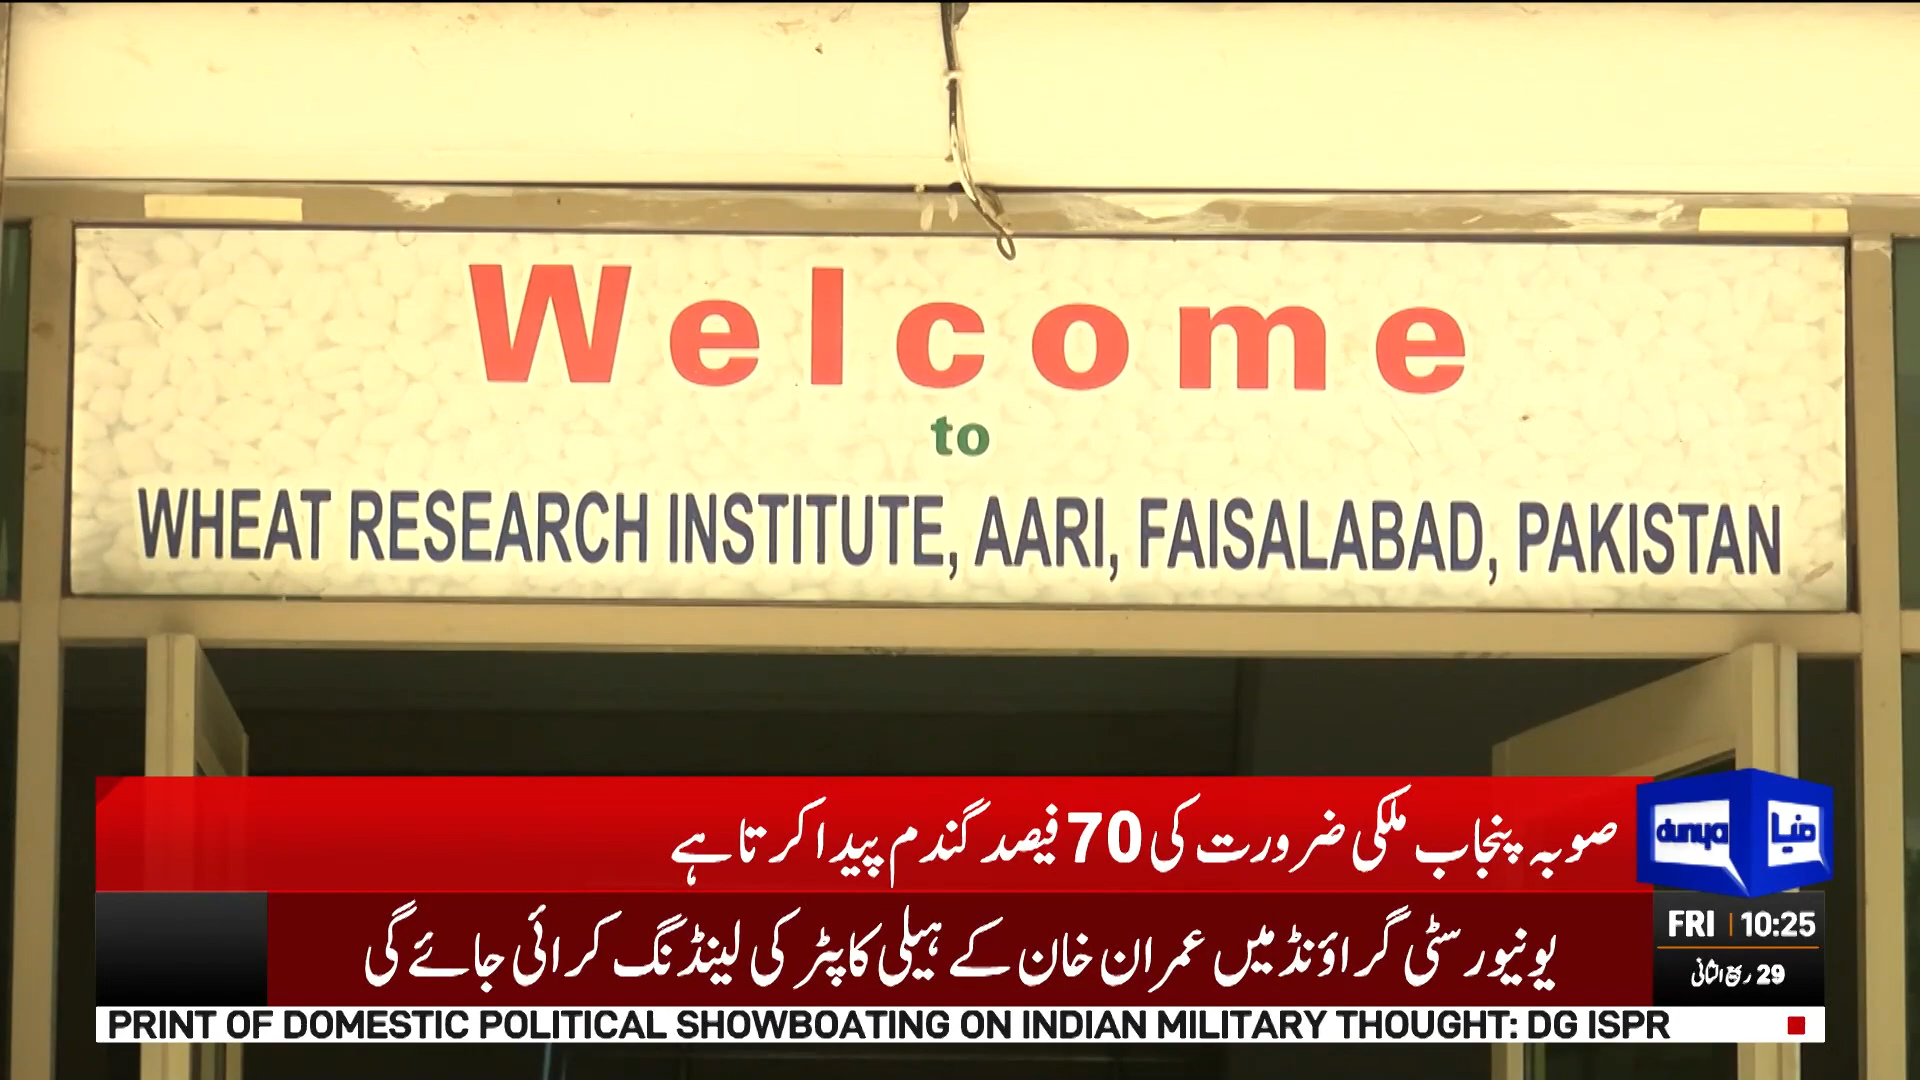 Welcome
to
WHEAT RESEARCH INSTITUTE, AARI, FAISALABAD, PAKISTAN
صوبہ پنجاب ملکی ضرورت کی 70 فیصد گندم پیدا کرتا ہے
dunya دنیا
یونیورسٹی گراؤنڈ میں عمران خان کے ہیلی کاپٹر کی لینڈنگ کرائی جائے گی
FRI 10:25
29 ربیع الثانی
PRINT OF DOMESTIC POLITICAL SHOWBOATING ON INDIAN MILITARY THOUGHT: DG ISPR